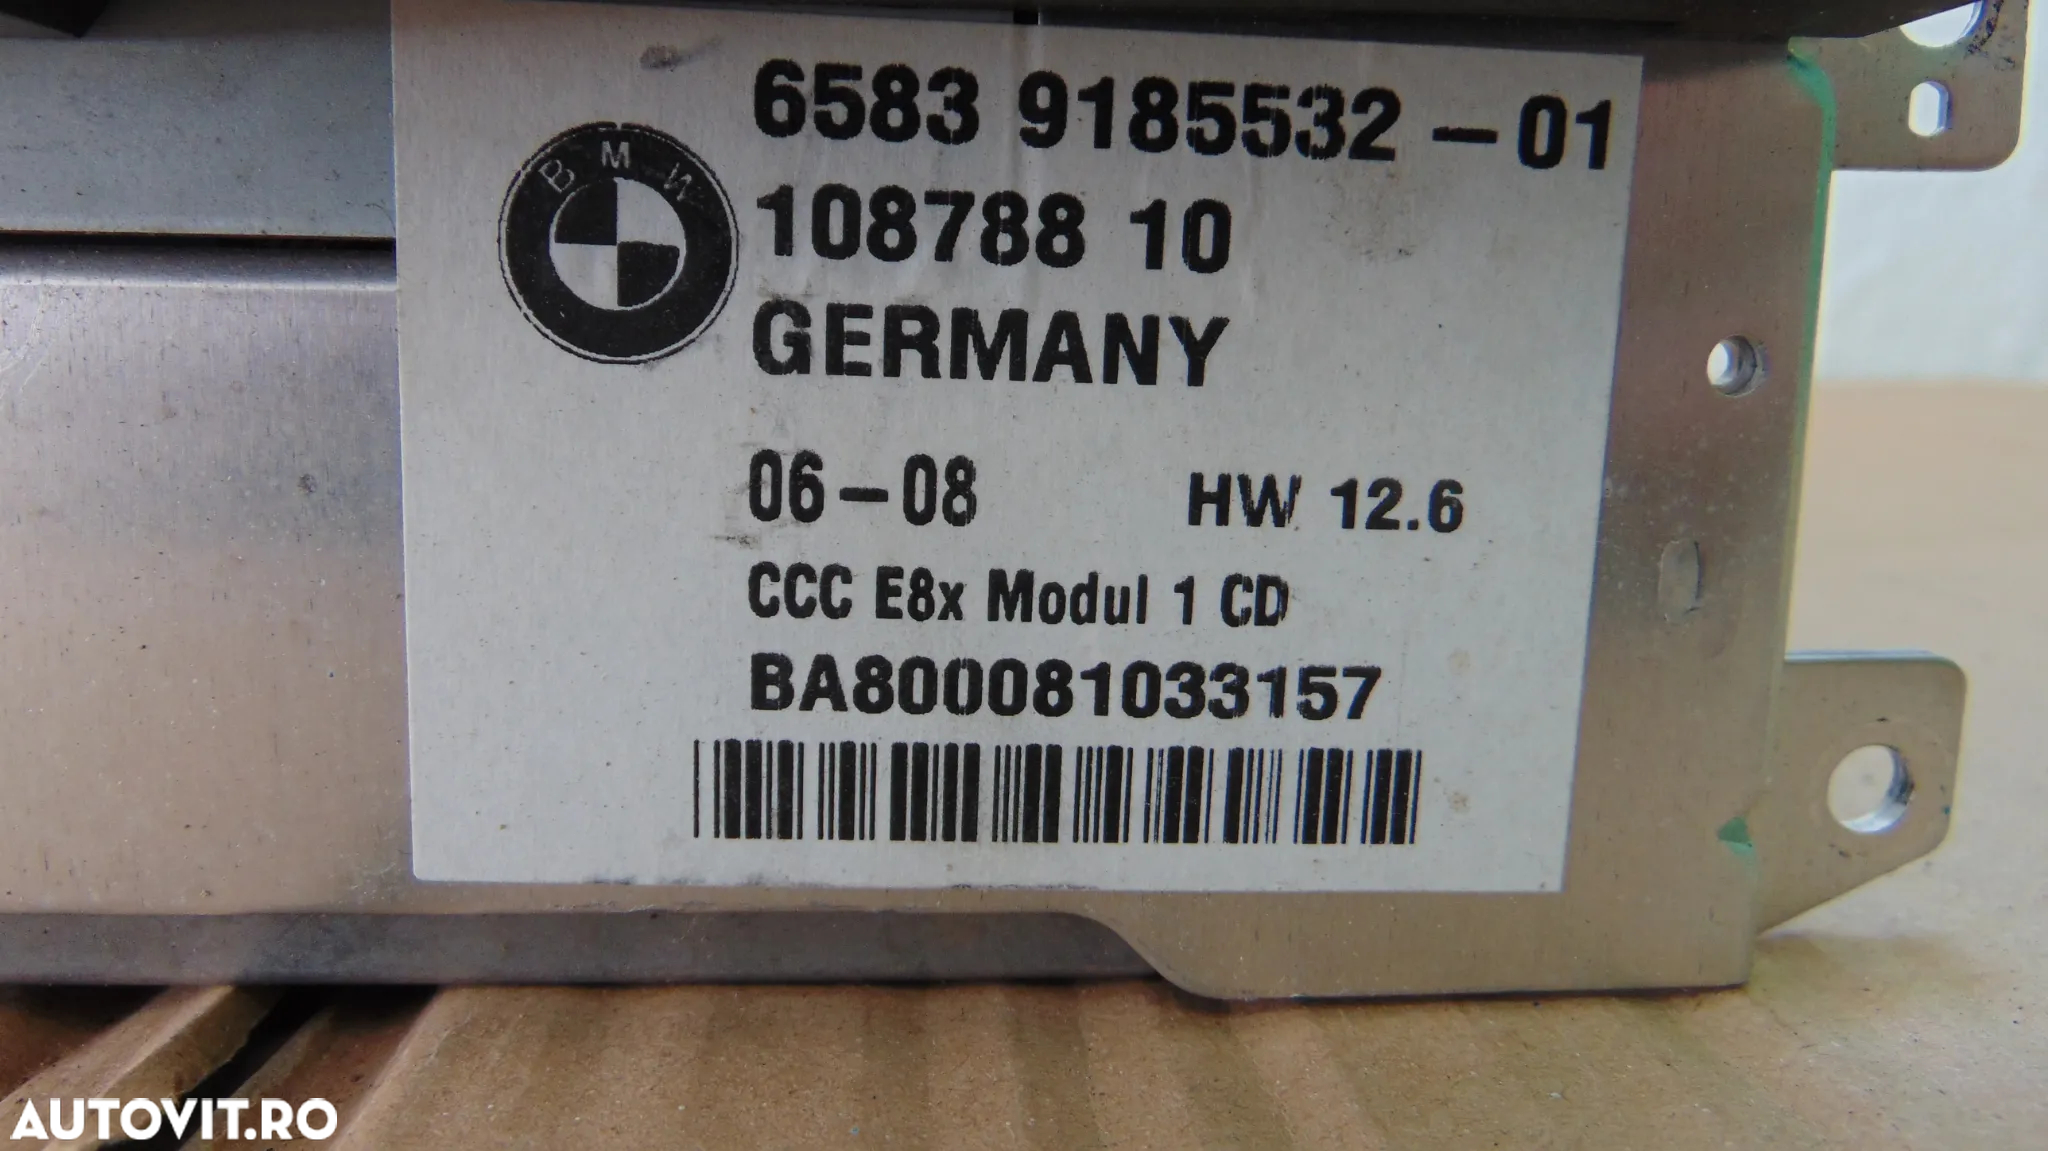 6583 9185532-01
BMW
108788 10
GERMANY
06-08 HW 12.6
CCC E8x Modul 1 CD
BA800081033157
AUTOVIT.RO